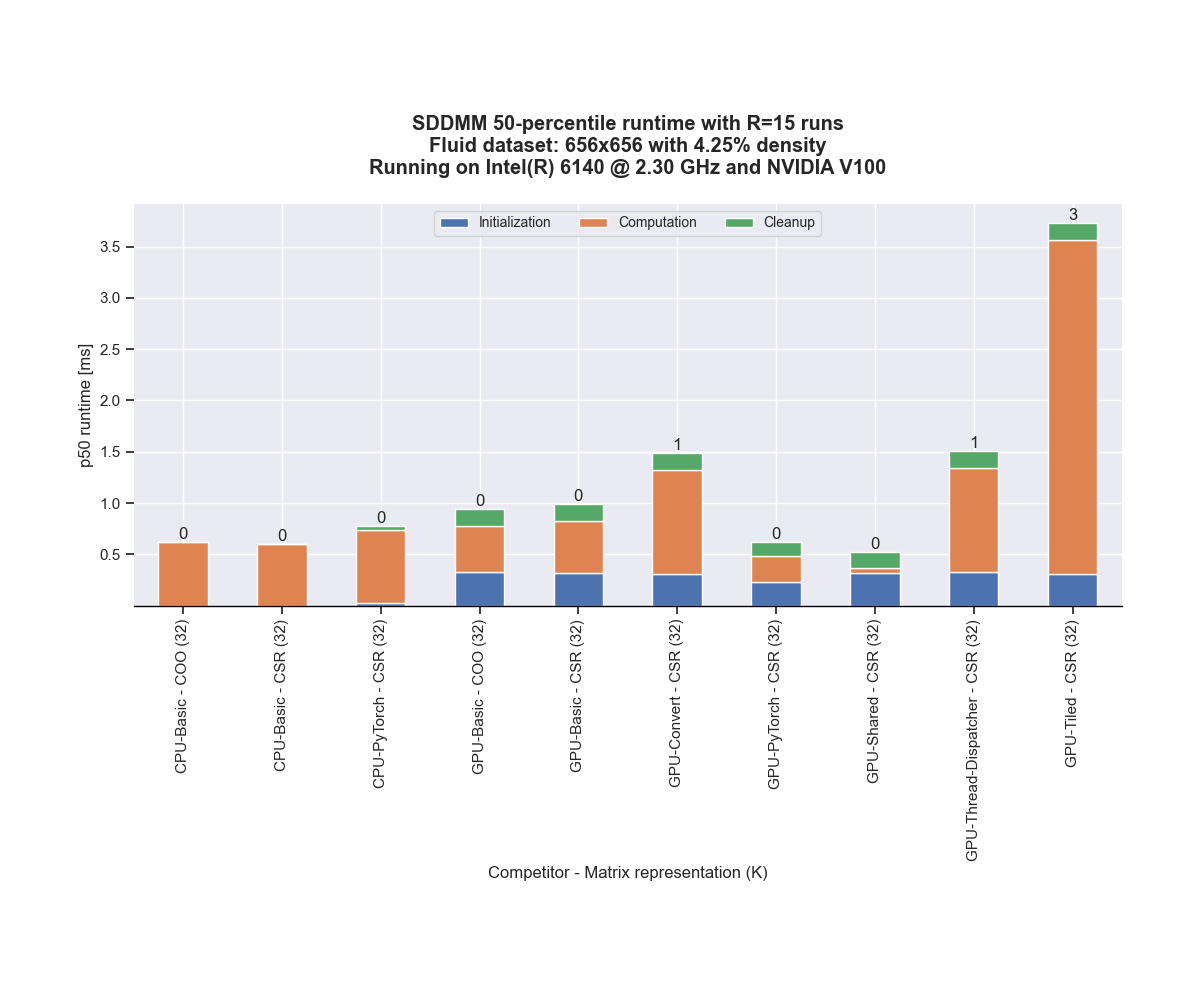 SDDMM 50-percentile runtime with R=15 runs
Fluid dataset: 656x656 with 4.25% density
Running on Intel(R) 6140 @ 2.30 GHz and NVIDIA V100
Initialization
Computation
Cleanup
p50 runtime [ms]
3.5
3.0
2.5
2.0
1.5
1.0
0.5
0
0
0
0
0
1
0
0
1
3
CPU-Basic - COO (32)
CPU-Basic - CSR (32)
CPU-PyTorch - CSR (32)
GPU-Basic - COO (32)
GPU-Basic - CSR (32)
GPU-Convert - CSR (32)
GPU-PyTorch - CSR (32)
GPU-Shared - CSR (32)
GPU-Thread-Dispatcher - CSR (32)
GPU-Tiled - CSR (32)
Competitor - Matrix representation (K)